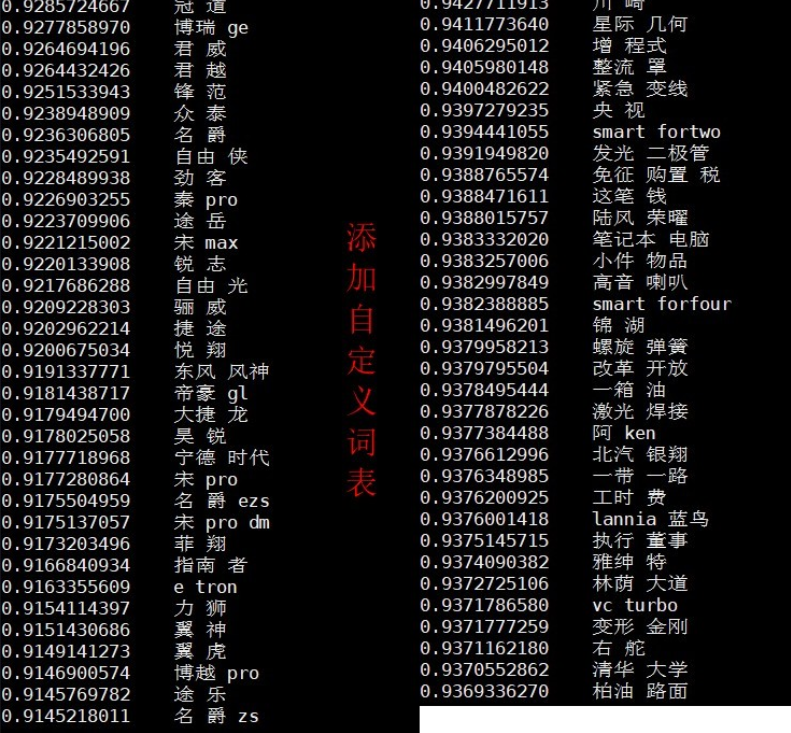 0.9285724667 冠 道
0.9277858970 博瑞 ge
0.9264694196 君 威
0.9264432426 君 越
0.9251533943 锋 范
0.9238948909 众 泰
0.9236306805 名 爵
0.9235492591 自由 侠
0.9228489938 劲 客
0.9226903255 秦 pro
0.9223709906 途 岳
0.9221215002 宋 max
0.9220133908 锐 志
0.9217686288 自由 光
0.9209228303 骊 威
0.9202962214 捷 途
0.9200675034 悦 翔
0.9191337771 东风 风神
0.9181438717 帝豪 gl
0.9179494700 大捷 龙
0.9178025058 昊 锐
0.9177718968 宁德 时代
0.9177280864 宋 pro
0.9175504959 名 爵 ezs
0.9175137057 宋 pro dm
0.9173203496 菲 翔
0.9166840934 指南 者
0.9163355609 e tron
0.9154114397 力 狮
0.9151430686 翼 神
0.9149141273 翼 虎
0.9146900574 博越 pro
0.9145769782 途 乐
0.9145218011 名 爵 zs
添加自定义词表
0.9427711913 川 崎
0.9411773640 星际 几何
0.9406295012 增 程式
0.9405980148 整流 罩
0.9400482622 紧急 变线
0.9397279235 央 视
0.9394441055 smart fortwo
0.9391949820 发光 二极管
0.9388765574 免征 购置 税
0.9388471611 这笔 钱
0.9388015757 陆风 荣曜
0.9383332020 笔记本 电脑
0.9383257006 小件 物品
0.9382997849 高音 喇叭
0.9382388885 smart forfour
0.9381496201 锦 湖
0.9379958213 螺旋 弹簧
0.9379795504 改革 开放
0.9378495444 一箱 油
0.9377878226 激光 焊接
0.9377384488 阿 ken
0.9376612996 北汽 银翔
0.9376348985 一带 一路
0.9376200925 工时 费
0.9376001418 lannia 蓝鸟
0.9375145715 执行 董事
0.9374090382 雅绅 特
0.9372725106 林荫 大道
0.9371786580 vc turbo
0.9371777259 变形 金刚
0.9371162180 右 舵
0.9370552862 清华 大学
0.9369336270 柏油 路面